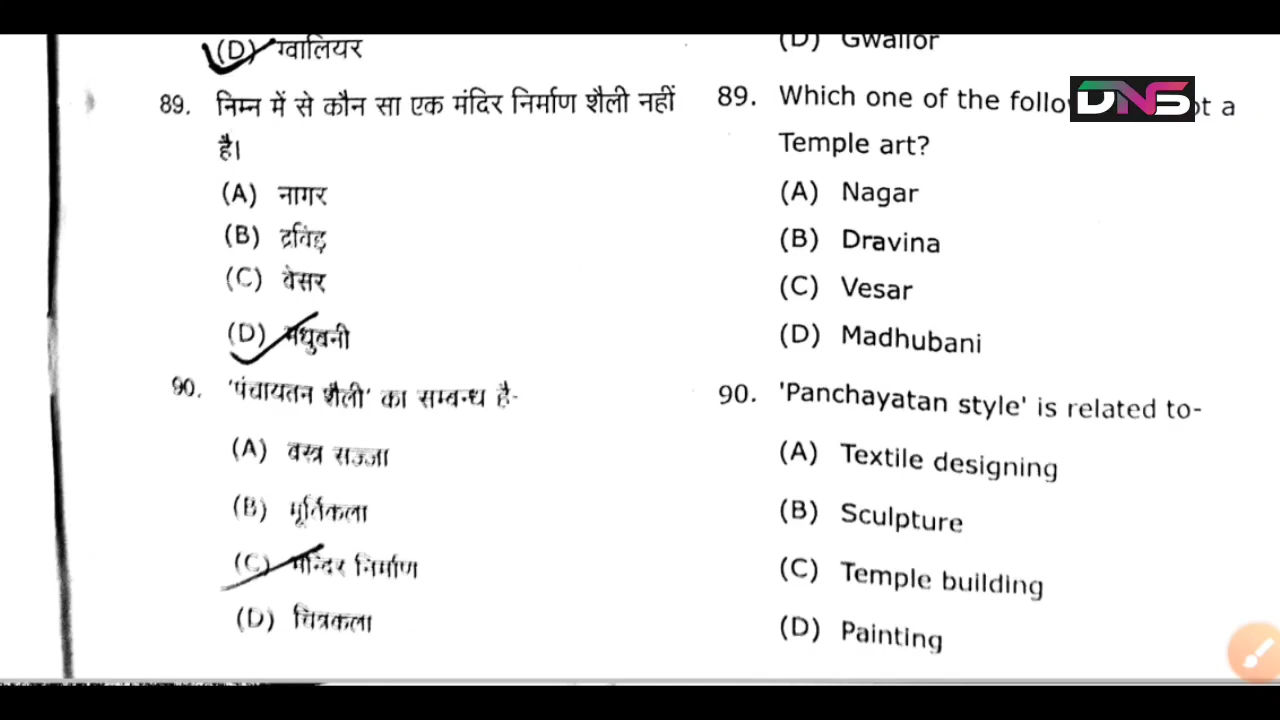 (D) ग्वालियर
89. निम्न में से कौन सा एक मंदिर निर्माण शैली नहीं
है।
(A) नागर
(B) द्रविड़
(C) वेसर
(D) मधुबनी
90. 'पंचायतन शैली' का सम्बन्ध है-
(A) वस्त्र सज्जा
(B) मूर्तिकला
(C) मन्दिर निर्माण
(D) चित्रकला
(D) Gwalior
89. Which one of the ot a
Temple art?
(A) Nagar
(B) Dravina
(C) Vesar
(D) Madhubani
90. 'Panchayatan style' is related to-
(A) Textile designing
(B) Sculpture
(C) Temple building
(D) Painting
DNS